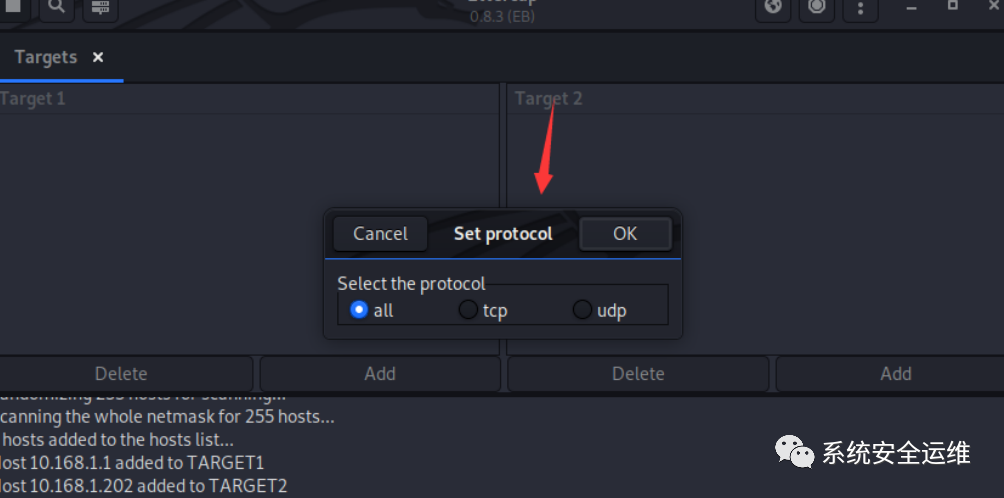 0.8.3 (EB)
Targets
Target 1
Target 2
Cancel
Set protocol
OK
Select the protocol
all
tcp
udp
Delete
Add
Delete
Add
255 hosts for scanning...
canning the whole netmask for 255 hosts...
hosts added to the hosts list...
ost 10.168.1.1 added to TARGET1
ost 10.168.1.202 added to TARGET2
系统安全运维